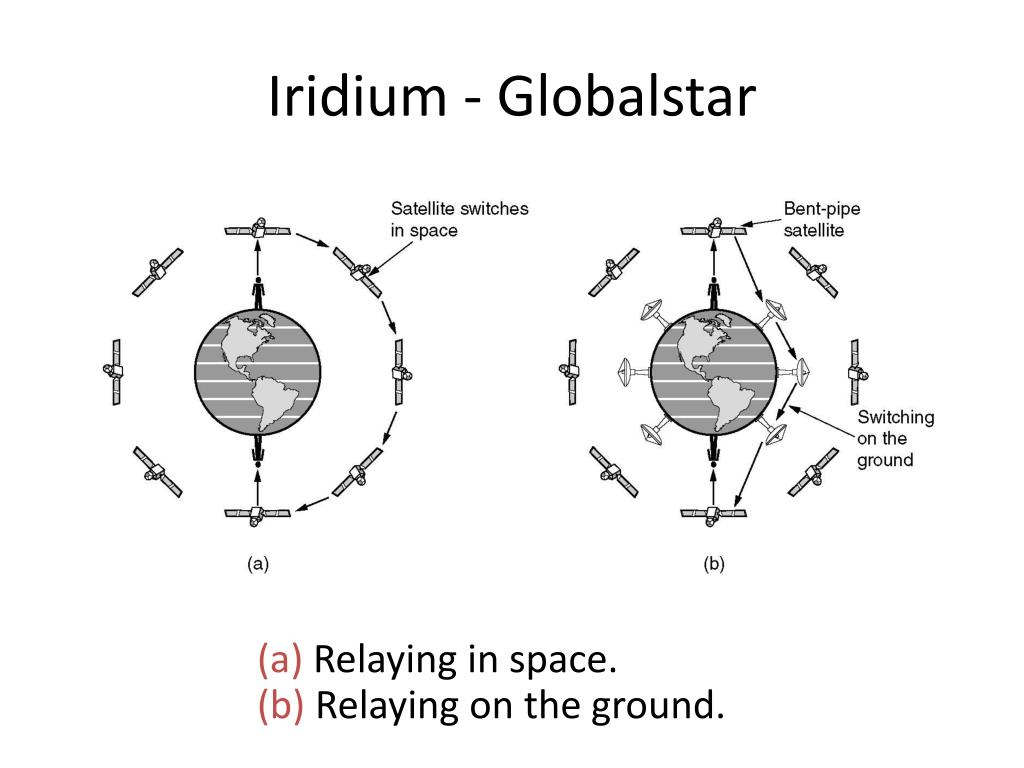 Iridium - Globalstar
Satellite switches
in space
Bent-pipe
satellite
Switching
on the
ground
(a)
(b)
(a) Relaying in space.
(b) Relaying on the ground.